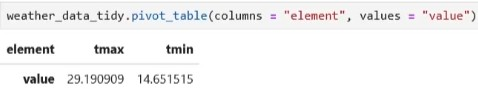 weather_data_tidy.pivot_table(columns = "element", values = "value")
element tmax tmin
value 29.190909 14.651515